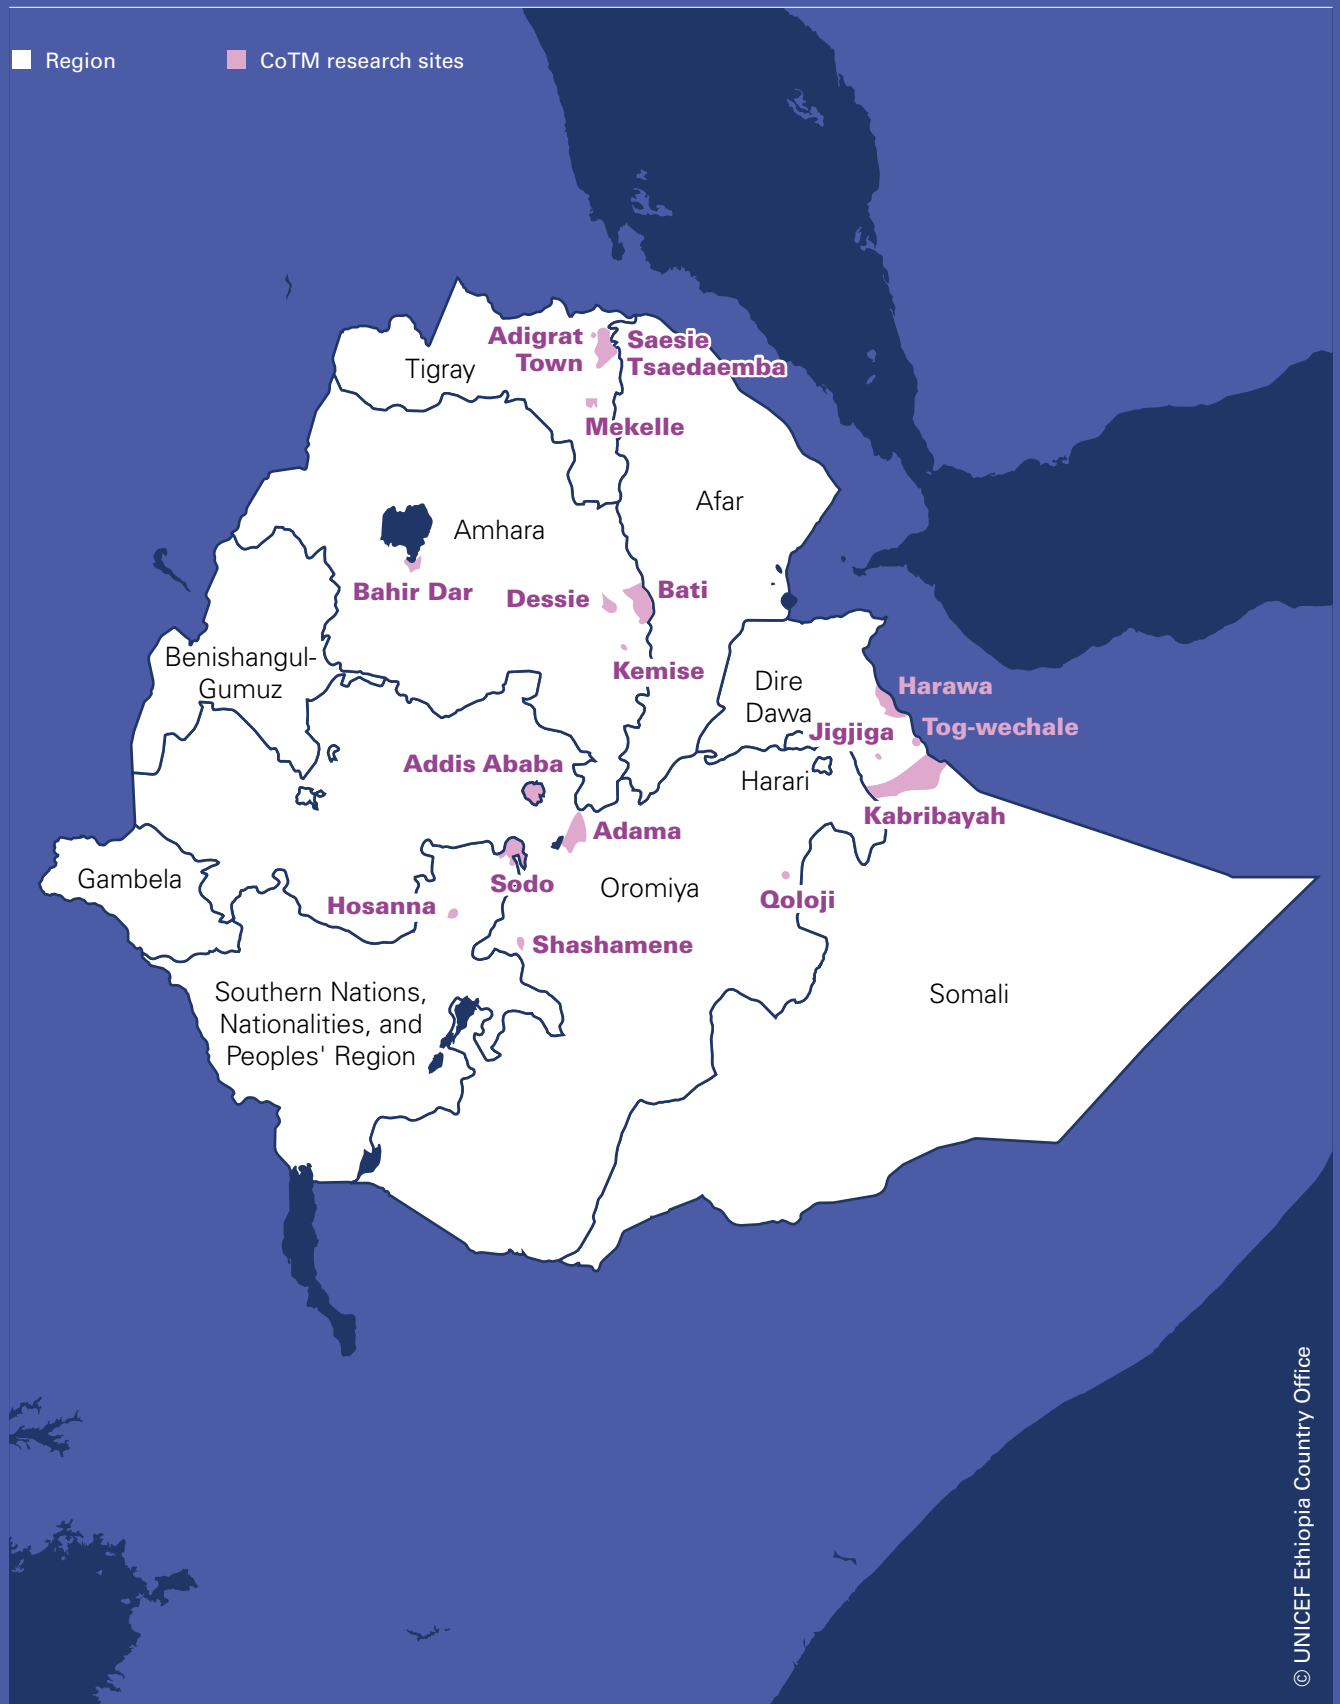 Region
CoTM research sites
Adigrat
Town
Saesie
Tsaedaemba
Tigray
Mekelle
Afar
Amhara
Bahir Dar
Dessie
Bati
Benishangul-
Gumuz
Kemise
Dire
Dawa
Harawa
Jigjiga
Tog-wechale
Addis Ababa
Harari
Kabribayah
Adama
Gambela
Sodo
Oromiya
Hosanna
Qoloji
Shashamene
Southern Nations,
Nationalities, and
Peoples' Region
Somali
© UNICEF Ethiopia Country Office